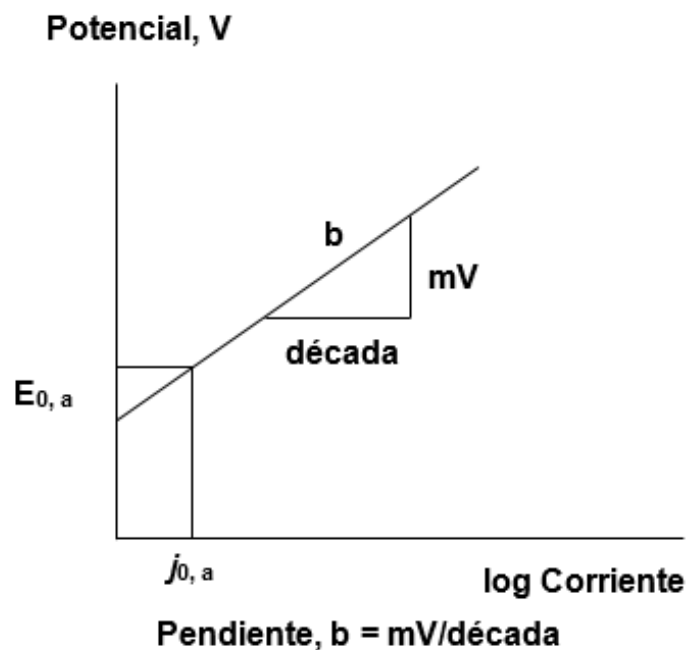 Potencial, V
b
mV
década
E0, a
j0, a
log Corriente
Pendiente, b = mV/década